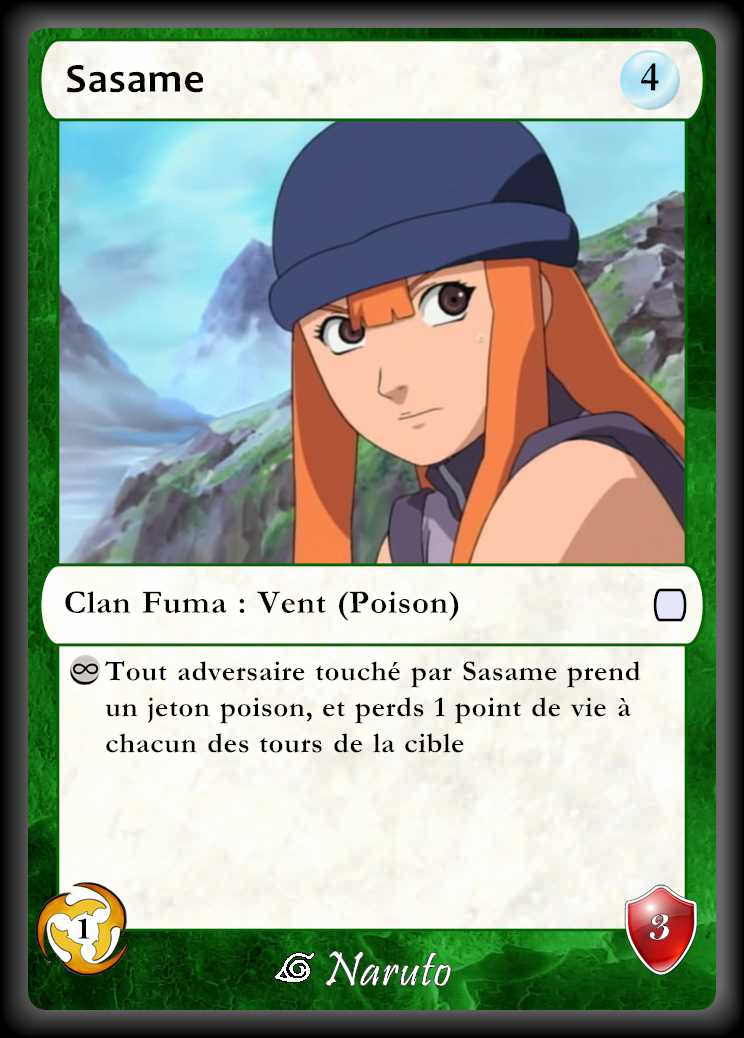 Sasame
4
Clan Fuma : Vent (Poison)
∞ Tout adversaire touché par Sasame prend
un jeton poison, et perds 1 point de vie à
chacun des tours de la cible
1
3
Naruto